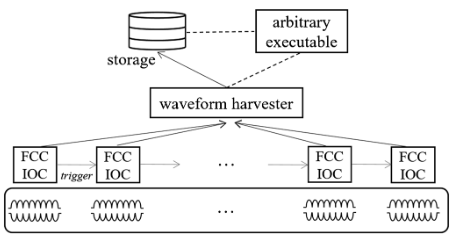 arbitrary
executable
storage
waveform harvester
FCC
IOC
trigger
FCC
IOC
...
FCC
IOC
FCC
IOC
...